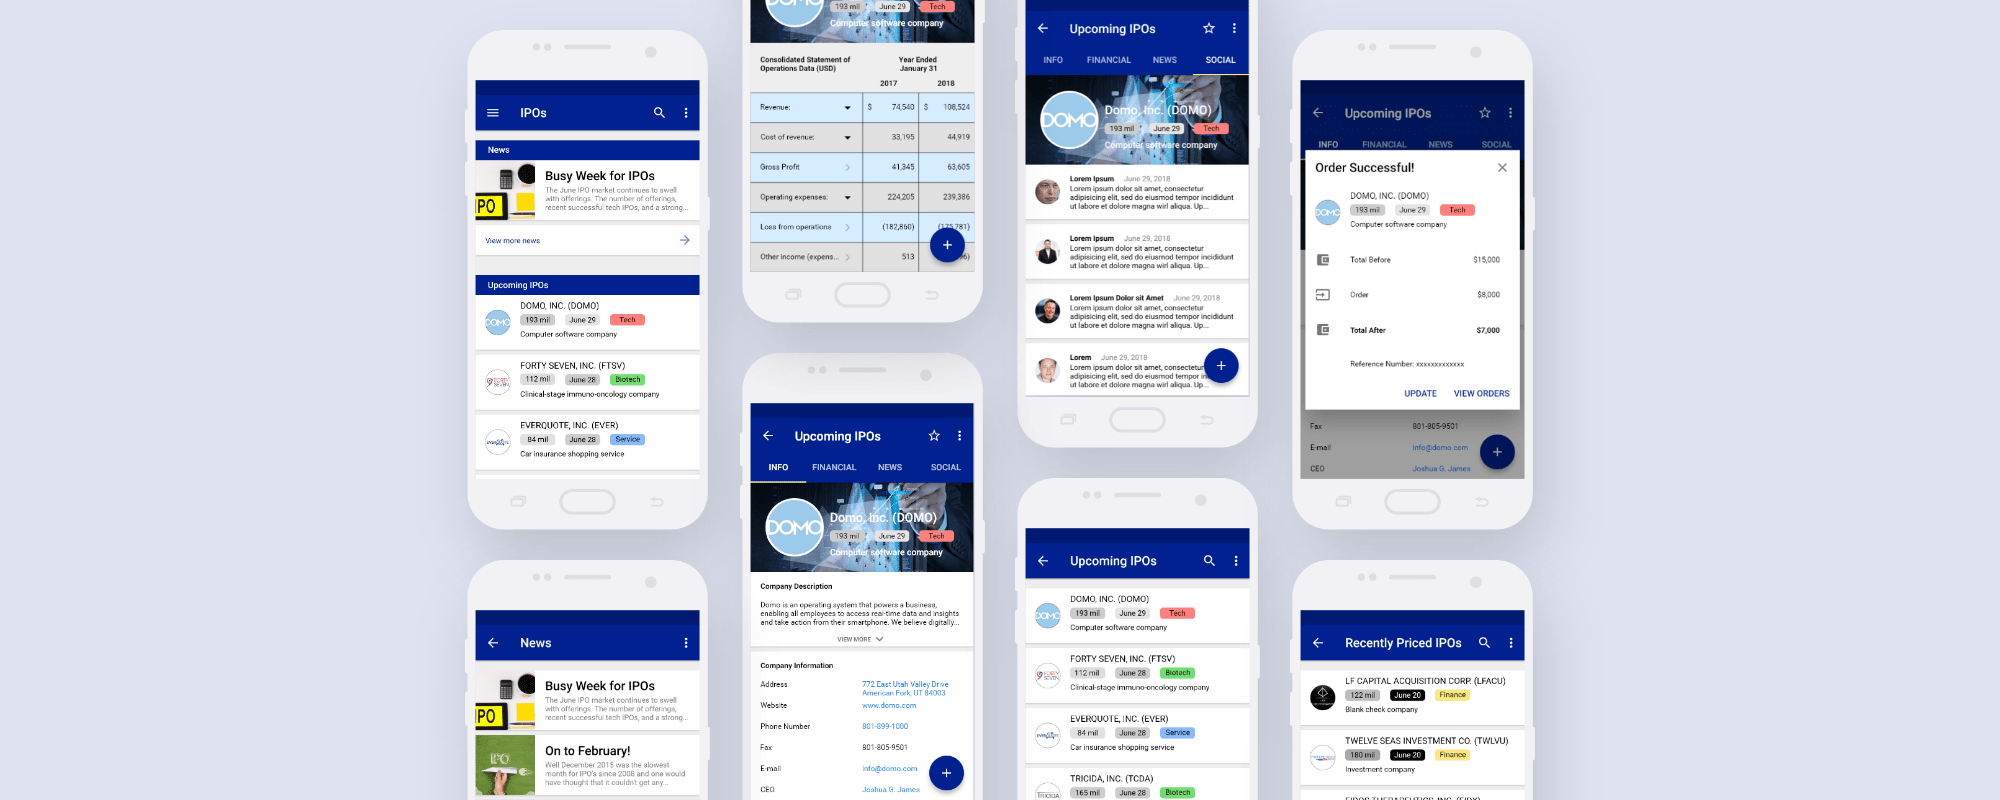 IPOs
News
IPO
Busy Week for IPOs
The June IPO market continues to swell
with offerings. The number of offerings,
recent successful tech IPOs, and a strong...
View more news
Upcoming IPOs
DOMO, INC. (DOMO)
DOMO
193 mil June 29 Tech
Computer software company
FORTY SEVEN, INC. (FTSV)
FORTY SEVEN
112 mil June 28 Biotech
Clinical-stage immuno-oncology company
EVERQUOTE, INC. (EVER)
84 mil June 28 Service
Car insurance shopping service
News
IPO
Busy Week for IPOs
The June IPO market continues to swell
with offerings. The number of offerings,
recent successful tech IPOs, and a strong...
IPO
On to February!
Well December 2015 was the slowest
month for IPO's since 2008 and one would
have thought that it couldn't get any...
DOMO
193 mil June 29 Tech
Computer software company
Consolidated Statement of
Operations Data (USD)
Year Ended
January 31
2017 2018
Revenue: $ 74,540 $ 108,524
Cost of revenue: 33,195 44,919
Gross Profit 41,345 63,605
Operating expenses: 224,205 239,386
Loss from operations (182,860) (175,781)
Other income (expens... 513
Upcoming IPOs
INFO FINANCIAL NEWS SOCIAL
DOMO
Domo, Inc. (DOMO)
193 mil June 29 Tech
Computer software company
Company Description
Domo is an operating system that powers a business,
enabling all employees to access real-time data and insights
and take action from their smartphone. We believe digitally...
VIEW MORE
Company Information
Address 772 East Utah Valley Drive
American Fork, UT 84003
Website www.domo.com
Phone Number 801-899-1000
Fax 801-805-9501
E-mail info@domo.com
CEO Joshua G. James
Upcoming IPOs
INFO FINANCIAL NEWS SOCIAL
DOMO
Domo, Inc. (DOMO)
193 mil June 29 Tech
Computer software company
Lorem Ipsum June 29, 2018
Lorem ipsum dolor sit amet, consectetur
adipisicing elit, sed do eiusmod tempor incididunt
ut labore et dolore magna wirl aliqua. Up...
Lorem Ipsum June 29, 2018
Lorem ipsum dolor sit amet, consectetur
adipisicing elit, sed do eiusmod tempor incididunt
ut labore et dolore magna wirl aliqua. Up...
Lorem Ipsum Dolor sit Amet June 29, 2018
Lorem ipsum dolor sit amet, consectetur
adipisicing elit, sed do eiusmod tempor incididunt
ut labore et dolore magna wirl aliqua. Up...
Lorem June 29, 2018
Lorem ipsum dolor sit amet, consectetur
adipisicing elit, sed do eiusmod tempor
ut labore et dolore magna wirl aliqua. Up...
Upcoming IPOs
DOMO, INC. (DOMO)
DOMO
193 mil June 29 Tech
Computer software company
FORTY SEVEN, INC. (FTSV)
FORTY SEVEN
112 mil June 28 Biotech
Clinical-stage immuno-oncology company
EVERQUOTE, INC. (EVER)
84 mil June 28 Service
Car insurance shopping service
TRICIDA, INC. (TCDA)
TRICIDA
165 mil June 28 Biotech
Upcoming IPOs
INFO FINANCIAL NEWS SOCIAL
Order Successful!
DOMO, INC. (DOMO)
DOMO
193 mil June 29 Tech
Computer software company
Total Before $15,000
Order $8,000
Total After $7,000
Reference Number: xxxxxxxxxxxxx
UPDATE VIEW ORDERS
Fax 801-805-9501
E-mail info@domo.com
CEO Joshua G. James
Recently Priced IPOs
LF CAPITAL ACQUISITION CORP. (LFACU)
122 mil June 20 Finance
Blank check company
TWELVE SEAS INVESTMENT CO. (TWLVU)
180 mil June 20 Finance
Investment company